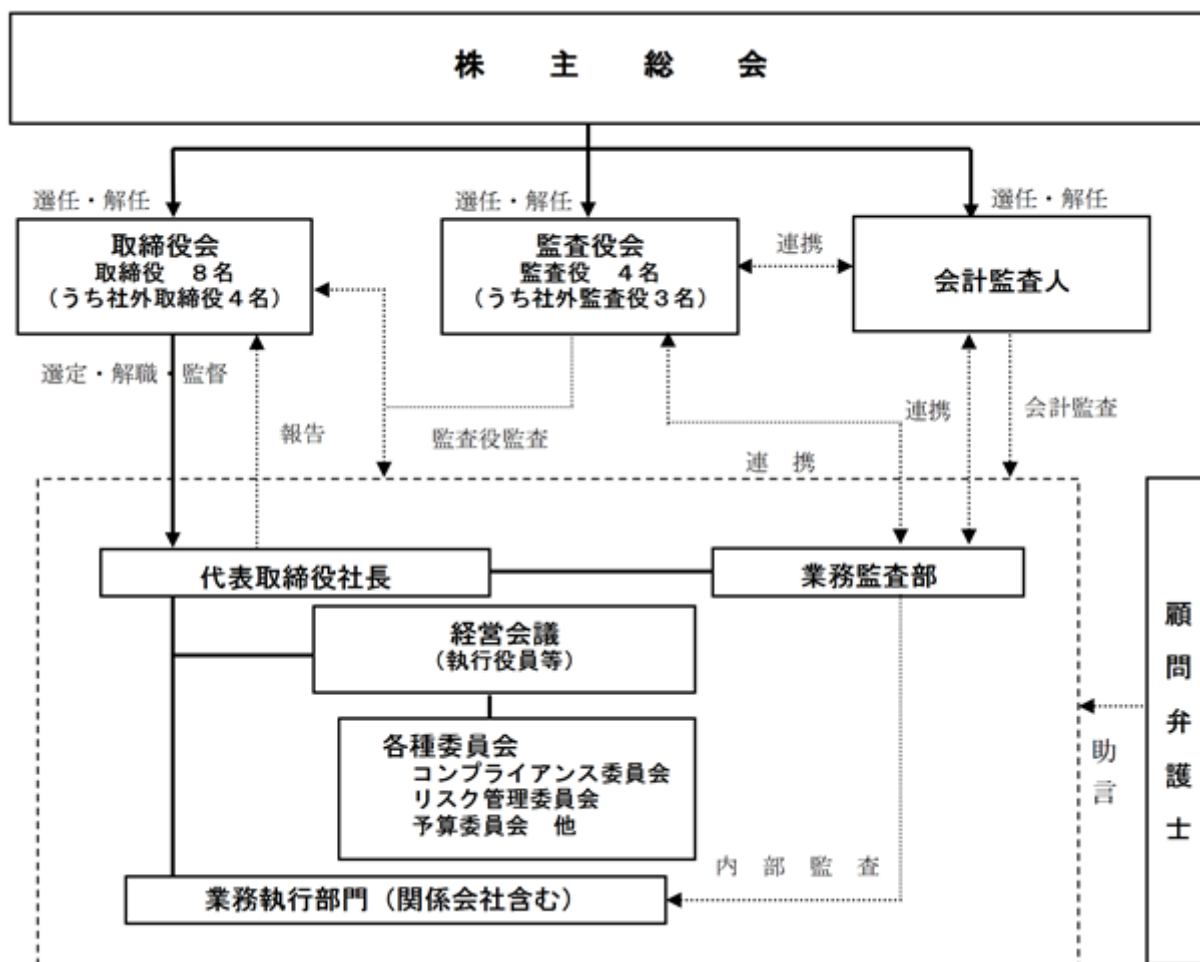 株 主 総 会
選任・解任
選任・解任
選任・解任
取締役会
取締役 8名
(うち社外取締役4名)
監査役会
監査役 4名
(うち社外監査役3名)
連携
会計監査人
選定・解職・監督
報告
監査役監査
連 携
連携
会計監査
代表取締役社長
業務監査部
経営会議
(執行役員等)
各種委員会
コンプライアンス委員会
リスク管理委員会
予算委員会 他
内 部 監 査
業務執行部門(関係会社含む)
助言
顧問弁護士